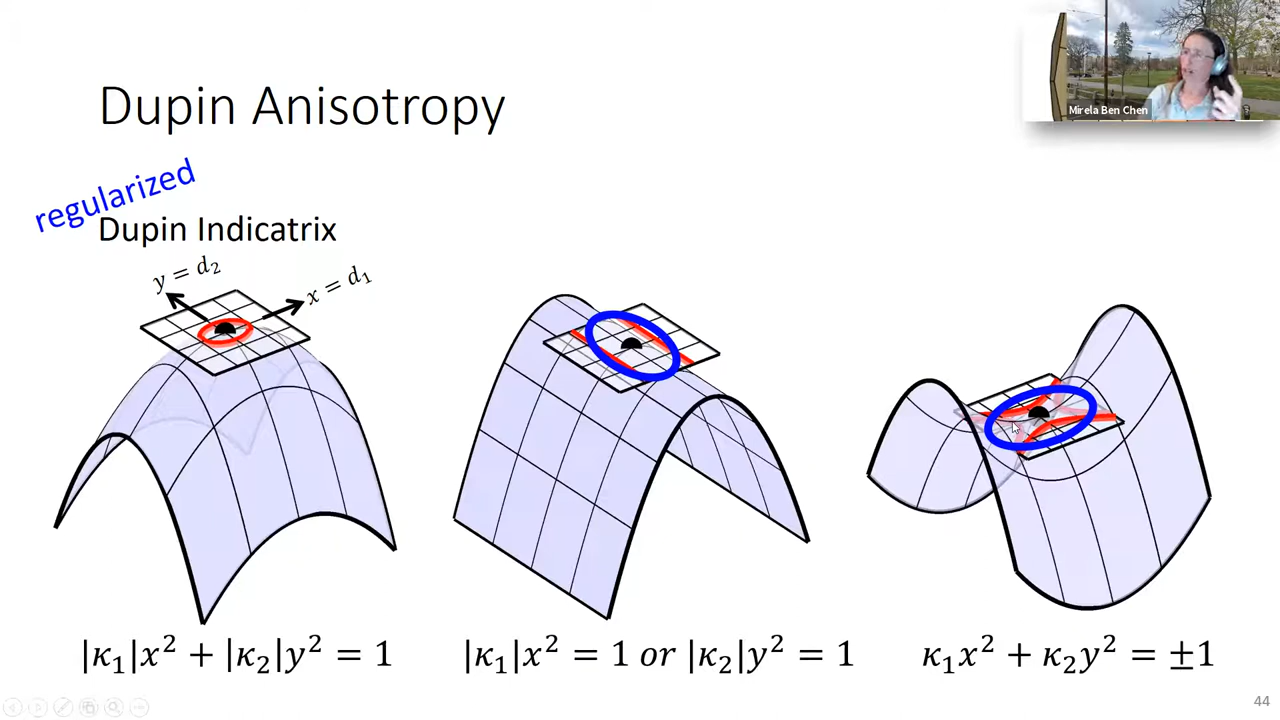 Dupin Anisotropy
Mirela Ben Chen
regularized
Dupin Indicatrix
y = d₂
x = d₁
|κ₁|x² + |κ₂|y² = 1
|κ₁|x² = 1 or |κ₂|y² = 1
κ₁x² + κ₂y² = ±1
44